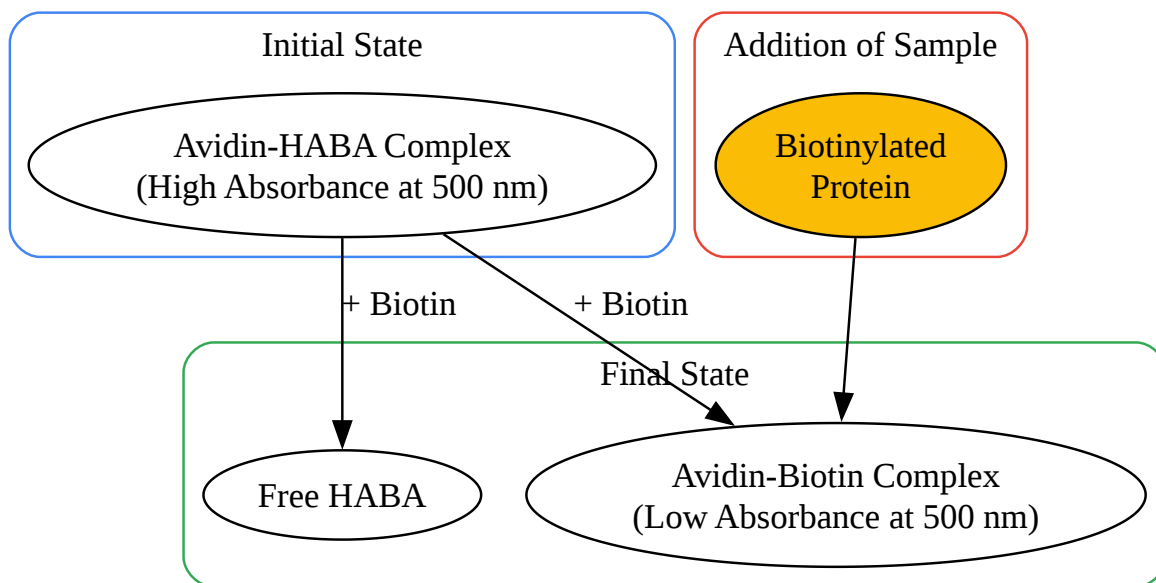 Initial State
Avidin-HABA Complex
(High Absorbance at 500 nm)
Addition of Sample
Biotinylated
Protein
+ Biotin
+ Biotin
Final State
Free HABA
Avidin-Biotin Complex
(Low Absorbance at 500 nm)